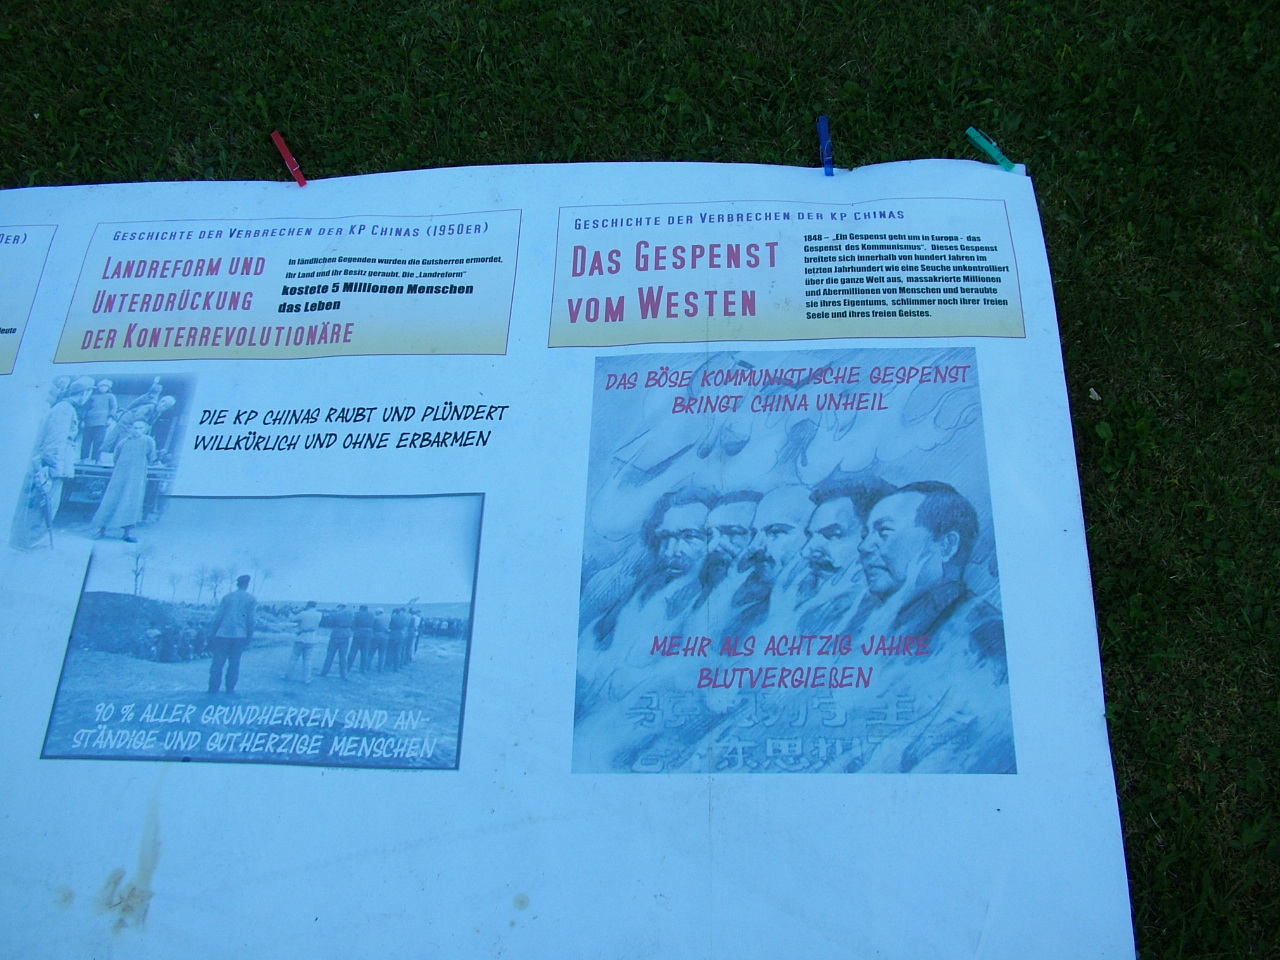 DER)
GESCHICHTE DER VERBRECHEN DER KP CHINAS (1950ER)
LANDREFORM UND
UNTERDRÜCKUNG
DER KONTERREVOLUTIONÄRE
In ländlichen Gegenden wurden die Gutsherren ermordet,
ihr Land und ihr Besitz geraubt. Die „Landreform"
kostete 5 Millionen Menschen
das Leben
DIE KP CHINAS RAUBT UND PLÜNDERT
WILLKÜRLICH UND OHNE ERBARMEN
90 % ALLER GRUNDHERREN SIND AN-
STÄNDIGE UND GUTHERZIGE MENSCHEN
GESCHICHTE DER VERBRECHEN DER KP CHINAS
DAS GESPENST
VOM WESTEN
1848 – „Ein Gespenst geht um in Europa - das
Gespenst des Kommunismus". Dieses Gespenst
breitete sich innerhalb von hundert Jahren im
letzten Jahrhundert wie eine Seuche unkontrolliert
über die ganze Welt aus, massakrierte Millionen
und Abermillionen von Menschen und beraubte
sie ihres Eigentums, schlimmer noch ihrer freien
Seele und ihres freien Geistes.
DAS BÖSE KOMMUNISTISCHE GESPENST
BRINGT CHINA UNHEIL
MEHR ALS ACHTZIG JAHRE
BLUTVERGIEßEN